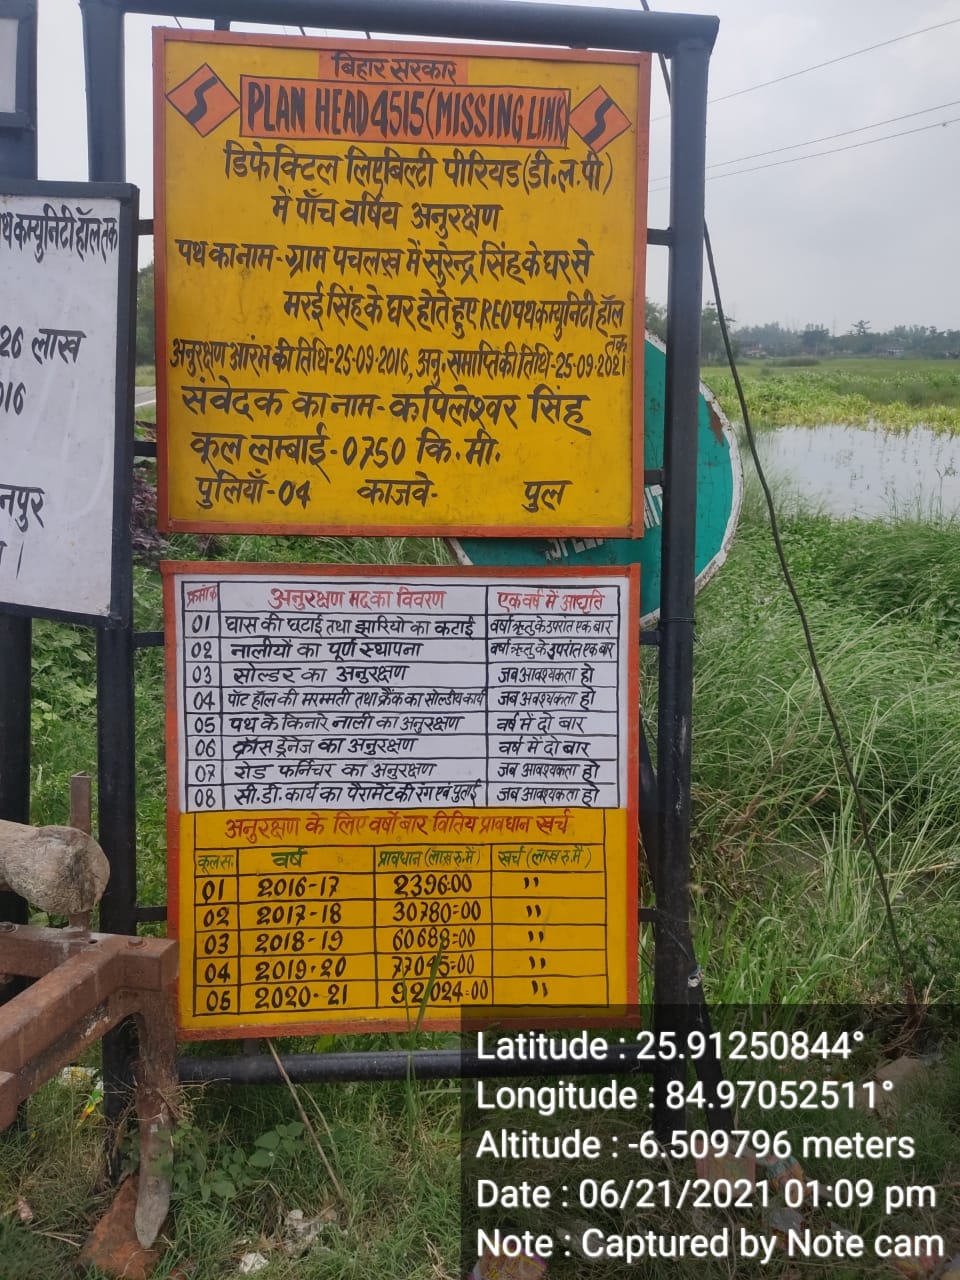 बिहार सरकार
PLAN HEAD 4515 (MISSING LINK)
डिफेक्टिल लिएबिल्टी पीरियड (डी.ल.पी)
में पाँच वर्षिय अनुरक्षण
पथ का नाम - ग्राम पचलख में सुरेन्द्र सिंह के घर से
मरई सिंह के घर होते हुए REO पथ कम्युनिटी हॉल
तक
अनुरक्षण आरंभ की तिथि-25-09-2016, अनु. समाप्ति की तिथि-25-09-2021
संवेदक का नाम - कपिलेश्वर सिंह
कूल लम्बाई - 0750 कि. मी.
पुलियाँ-04 काजवे- पुल
क्रमांक अनुरक्षण मद का विवरण एक वर्ष में आवृति
01 घास की घटाई तथा झारियो का कटाई वर्षा ऋतु के उपरांत एक बार
02 नालीयों का पूर्ण स्थापना वर्षा ऋतु के उपरांत एक बार
03 सोल्डर का अनुरक्षण जब आवश्यकता हो
04 पॉट हॉल की मरम्मती तथा क्रैंक का सोल्डीय कार्य जब अवश्यकता हो
05 पथ के किनारे नाली का अनुरक्षण वर्ष में दो बार
06 क्रॉस ड्रैनेज का अनुरक्षण वर्ष में दो बार
07 रोड फर्निचर का अनुरक्षण जब आवश्यकता हो
08 सी.डी. कार्य का पैरामेंट की रंग एवं पुताई जब आवश्यकता हो
अनुरक्षण के लिए वर्षो बार वितिय प्रावधान खर्च
कूलस. वर्ष प्रावधान (लाख रु. में) खर्च (लाख रु. में)
01 2016-17 2396=00 ,,
02 2017-18 30780=00 ,,
03 2018-19 60688=00 ,,
04 2019-20 77045=00 ,,
05 2020-21 92024=00 ,,
थ कम्युनिटी हॉल तक
26 लाख
016
नपुर
।
Latitude : 25.91250844°
Longitude : 84.97052511°
Altitude : -6.509796 meters
Date : 06/21/2021 01:09 pm
Note : Captured by Note cam